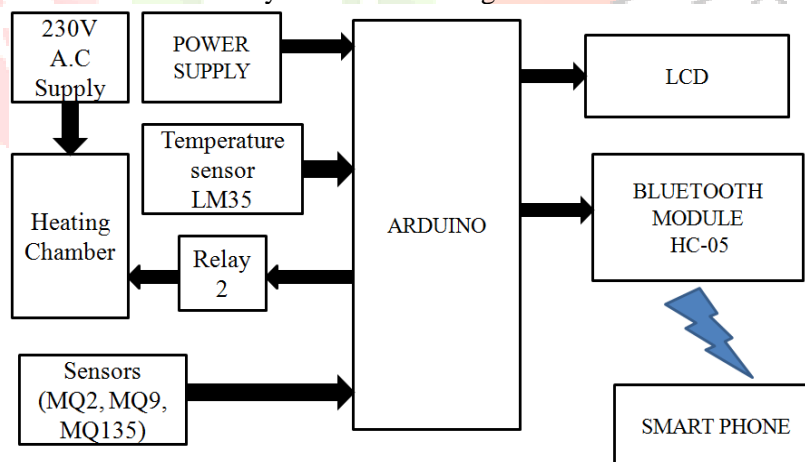 230V
A.C
Supply
POWER
SUPPLY
LCD
Temperature
sensor
LM35
ARDUINO
BLUETOOTH
MODULE
HC-05
Heating
Chamber
Relay
2
Sensors
(MQ2, MQ9,
MQ135)
SMART PHONE